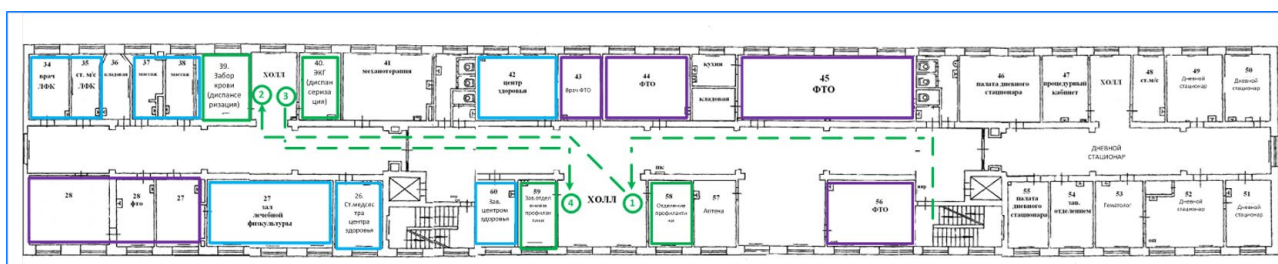 34
врач
ЛФК
35
ст. м/с
ЛФК
36
кладовая
37
массаж
38
массаж
39.
Забор
крови
(диспансе
ризация)
ХОЛЛ
2
3
40.
ЭКГ
(диспан
сериза
ция)
41
механотерапия
42
центр
здоровья
43
Врач ФТО
44
ФТО
кухня
кладовая
45
ФТО
46
палата дневного
стационара
47
процедурный
кабинет
ХОЛЛ
48
ст.м/с
49
Дневной
стационар
50
Дневной
стационар
ДНЕВНОЙ
СТАЦИОНАР
28
28
фто
27
27
зал
лечебной
физкультуры
26.
Ст.медсес
тра
центра
здоровья
60
Зав.
центром
здоровья
59
Зав.отдел
ением
профилак
тики
4
ХОЛЛ
1
пк
58
Отделение
профилакти
ки
57
Аптека
56
ФТО
55
палата
дневного
стационара
54
зав.
отделением
53
Гематолог
52
Дневной
стационар
51
Дневной
стационар